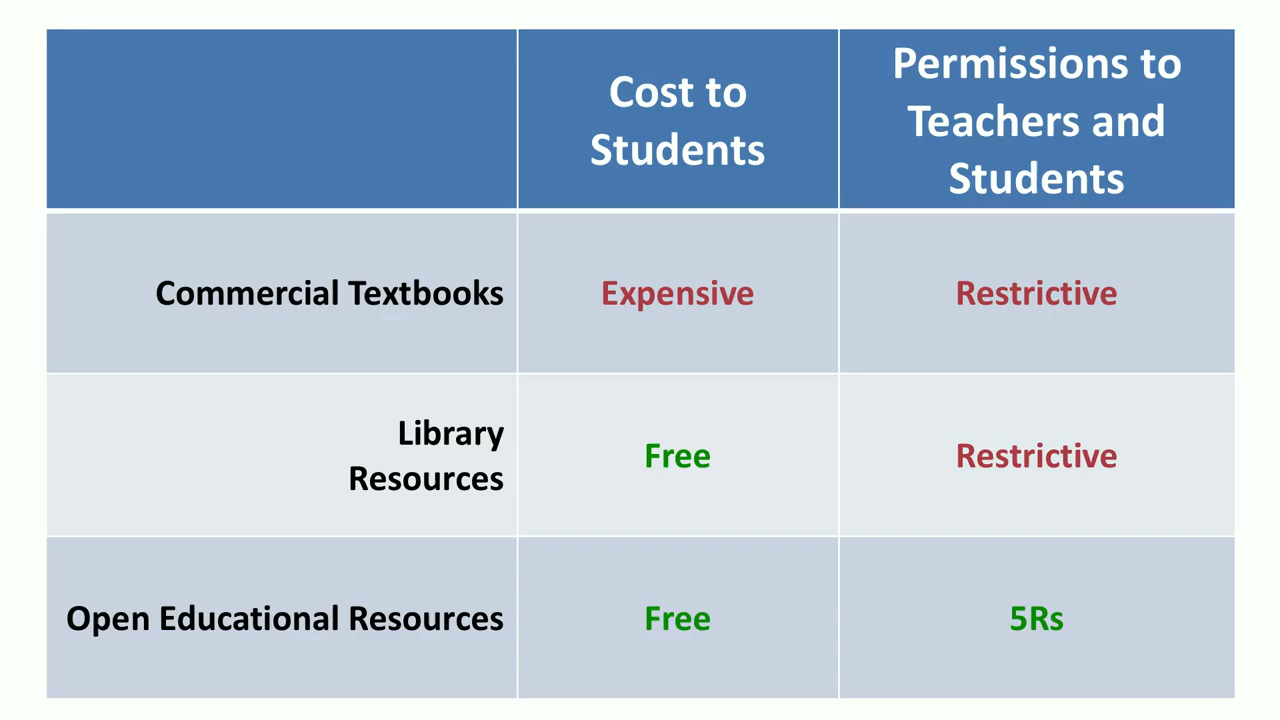 Cost to
Students
Permissions to
Teachers and
Students
Commercial Textbooks
Expensive
Restrictive
Library
Resources
Free
Restrictive
Open Educational Resources
Free
5Rs